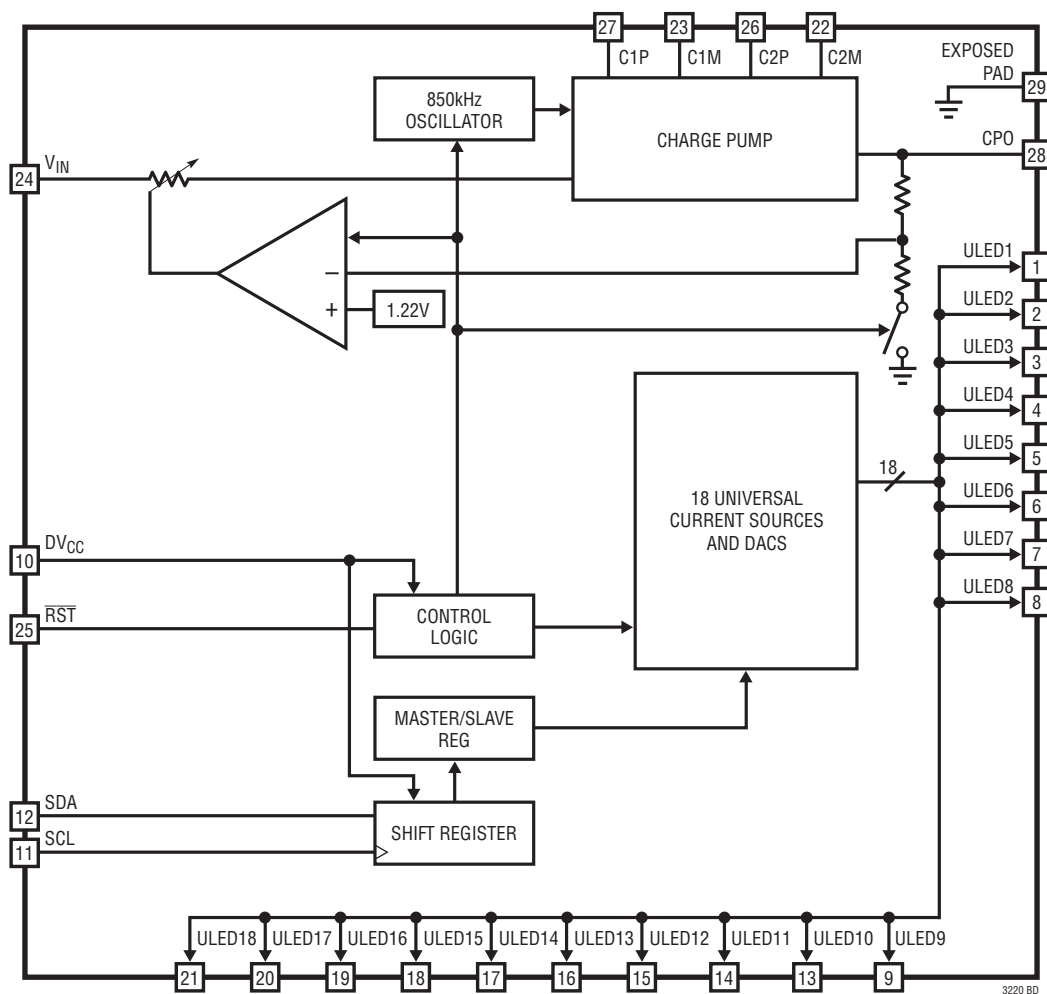 27
23
26
22
C1P
C1M
C2P
C2M
EXPOSED
PAD
29
850kHz
OSCILLATOR
CHARGE PUMP
CPO
28
24
VIN
−
+
1.22V
ULED1
1
ULED2
2
ULED3
3
ULED4
4
ULED5
5
ULED6
6
ULED7
7
ULED8
8
18
18 UNIVERSAL
CURRENT SOURCES
AND DACS
10
DVCC
25
RST
CONTROL
LOGIC
MASTER/SLAVE
REG
12
SDA
11
SCL
SHIFT REGISTER
ULED18
ULED17
ULED16
ULED15
ULED14
ULED13
ULED12
ULED11
ULED10
ULED9
21
20
19
18
17
16
15
14
13
9
3220 BD